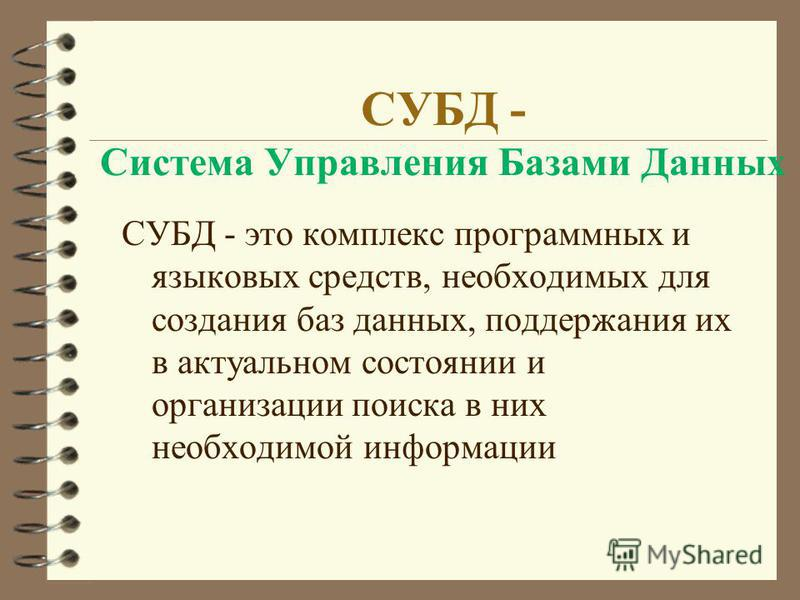 СУБД -
Система Управления Базами Данных
СУБД - это комплекс программных и
языковых средств, необходимых для
создания баз данных, поддержания их
в актуальном состоянии и
организации поиска в них
необходимой информации
MyShared